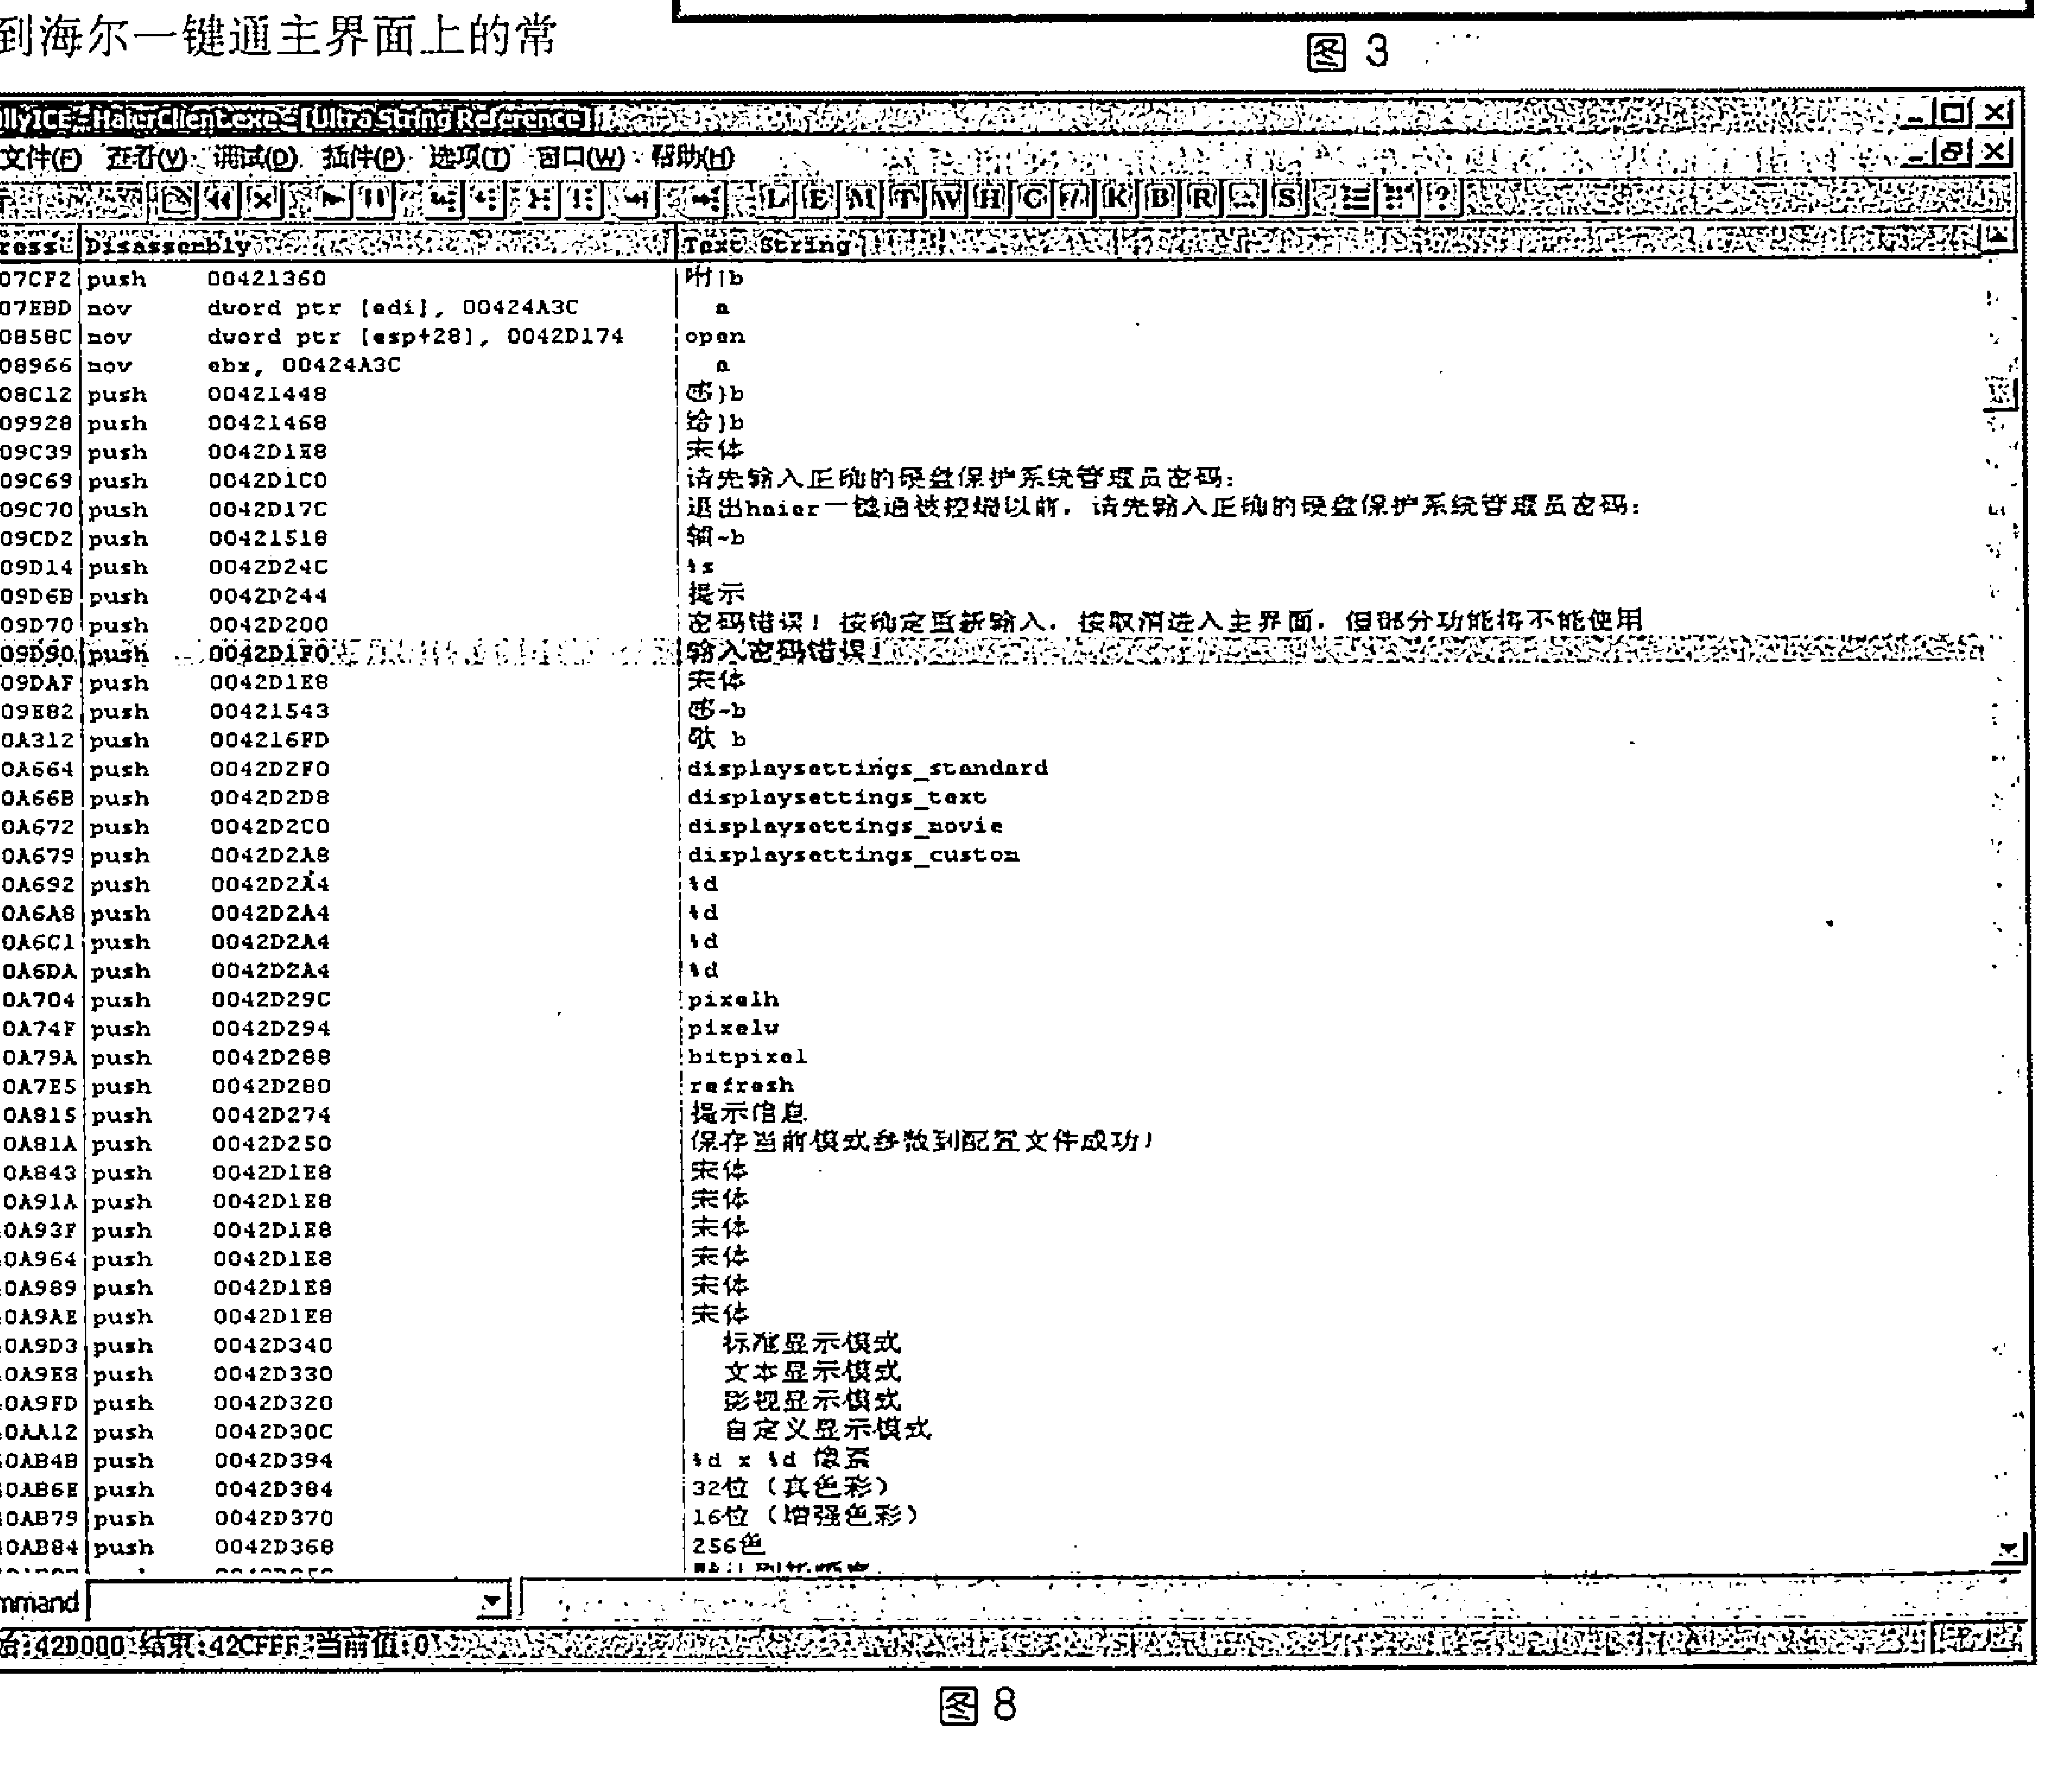 到海尔一键通主界面上的常
图 3
llyICE - HaierClient.exe - [Ultra String Reference]
文件(F) 查看(V) 调试(D) 插件(P) 选项(T) 窗口(W) 帮助(H)
L E M T W H C / K B R ... S ?
ress Disassembly Text String
07CF2 push 00421360 b
07EBD mov dword ptr [edi], 00424A3C a
0858C mov dword ptr [esp+28], 0042D174 open
08966 mov ebx, 00424A3C a
08C12 push 00421448 }b
09928 push 00421468 给}b
09C39 push 0042D1E8 宋体
09C69 push 0042D1C0 请先输入正确的硬盘保护系统管理员密码:
09C70 push 0042D17C 退出haier一键通被控端以前, 请先输入正确的硬盘保护系统管理员密码:
09CD2 push 00421518 ~b
09D14 push 0042D24C %s
09D6B push 0042D244 提示
09D70 push 0042D200 密码错误! 按确定重新输入, 按取消进入主界面, 但部分功能将不能使用
09D90 push 0042D1F0 输入密码错误!
09DAF push 0042D1E8 宋体
09E82 push 00421543 ~b
0A312 push 004216FD b
0A664 push 0042D2F0 displaysettings_standard
0A66B push 0042D2D8 displaysettings_text
0A672 push 0042D2C0 displaysettings_movie
0A679 push 0042D2A8 displaysettings_custom
0A692 push 0042D2A4 %d
0A6A8 push 0042D2A4 %d
0A6C1 push 0042D2A4 %d
0A6DA push 0042D2A4 %d
0A704 push 0042D29C pixelh
0A74F push 0042D294 pixelw
0A79A push 0042D288 bitpixel
0A7E5 push 0042D280 refresh
0A815 push 0042D274 提示信息
0A81A push 0042D250 保存当前模式参数到配置文件成功!
0A843 push 0042D1E8 宋体
0A91A push 0042D1E8 宋体
0A93F push 0042D1E8 宋体
0A964 push 0042D1E8 宋体
0A989 push 0042D1E8 宋体
0A9AE push 0042D1E8 宋体
0A9D3 push 0042D340 标准显示模式
0A9E8 push 0042D330 文本显示模式
0A9FD push 0042D320 影视显示模式
0AA12 push 0042D30C 自定义显示模式
0AB4B push 0042D394 %d x %d 像素
0AB6E push 0042D384 32位 (真色彩)
0AB79 push 0042D370 16位 (增强色彩)
0AB84 push 0042D368 256色
mmand
始:42D000 结束:42CFEF 当前值:0
图 8